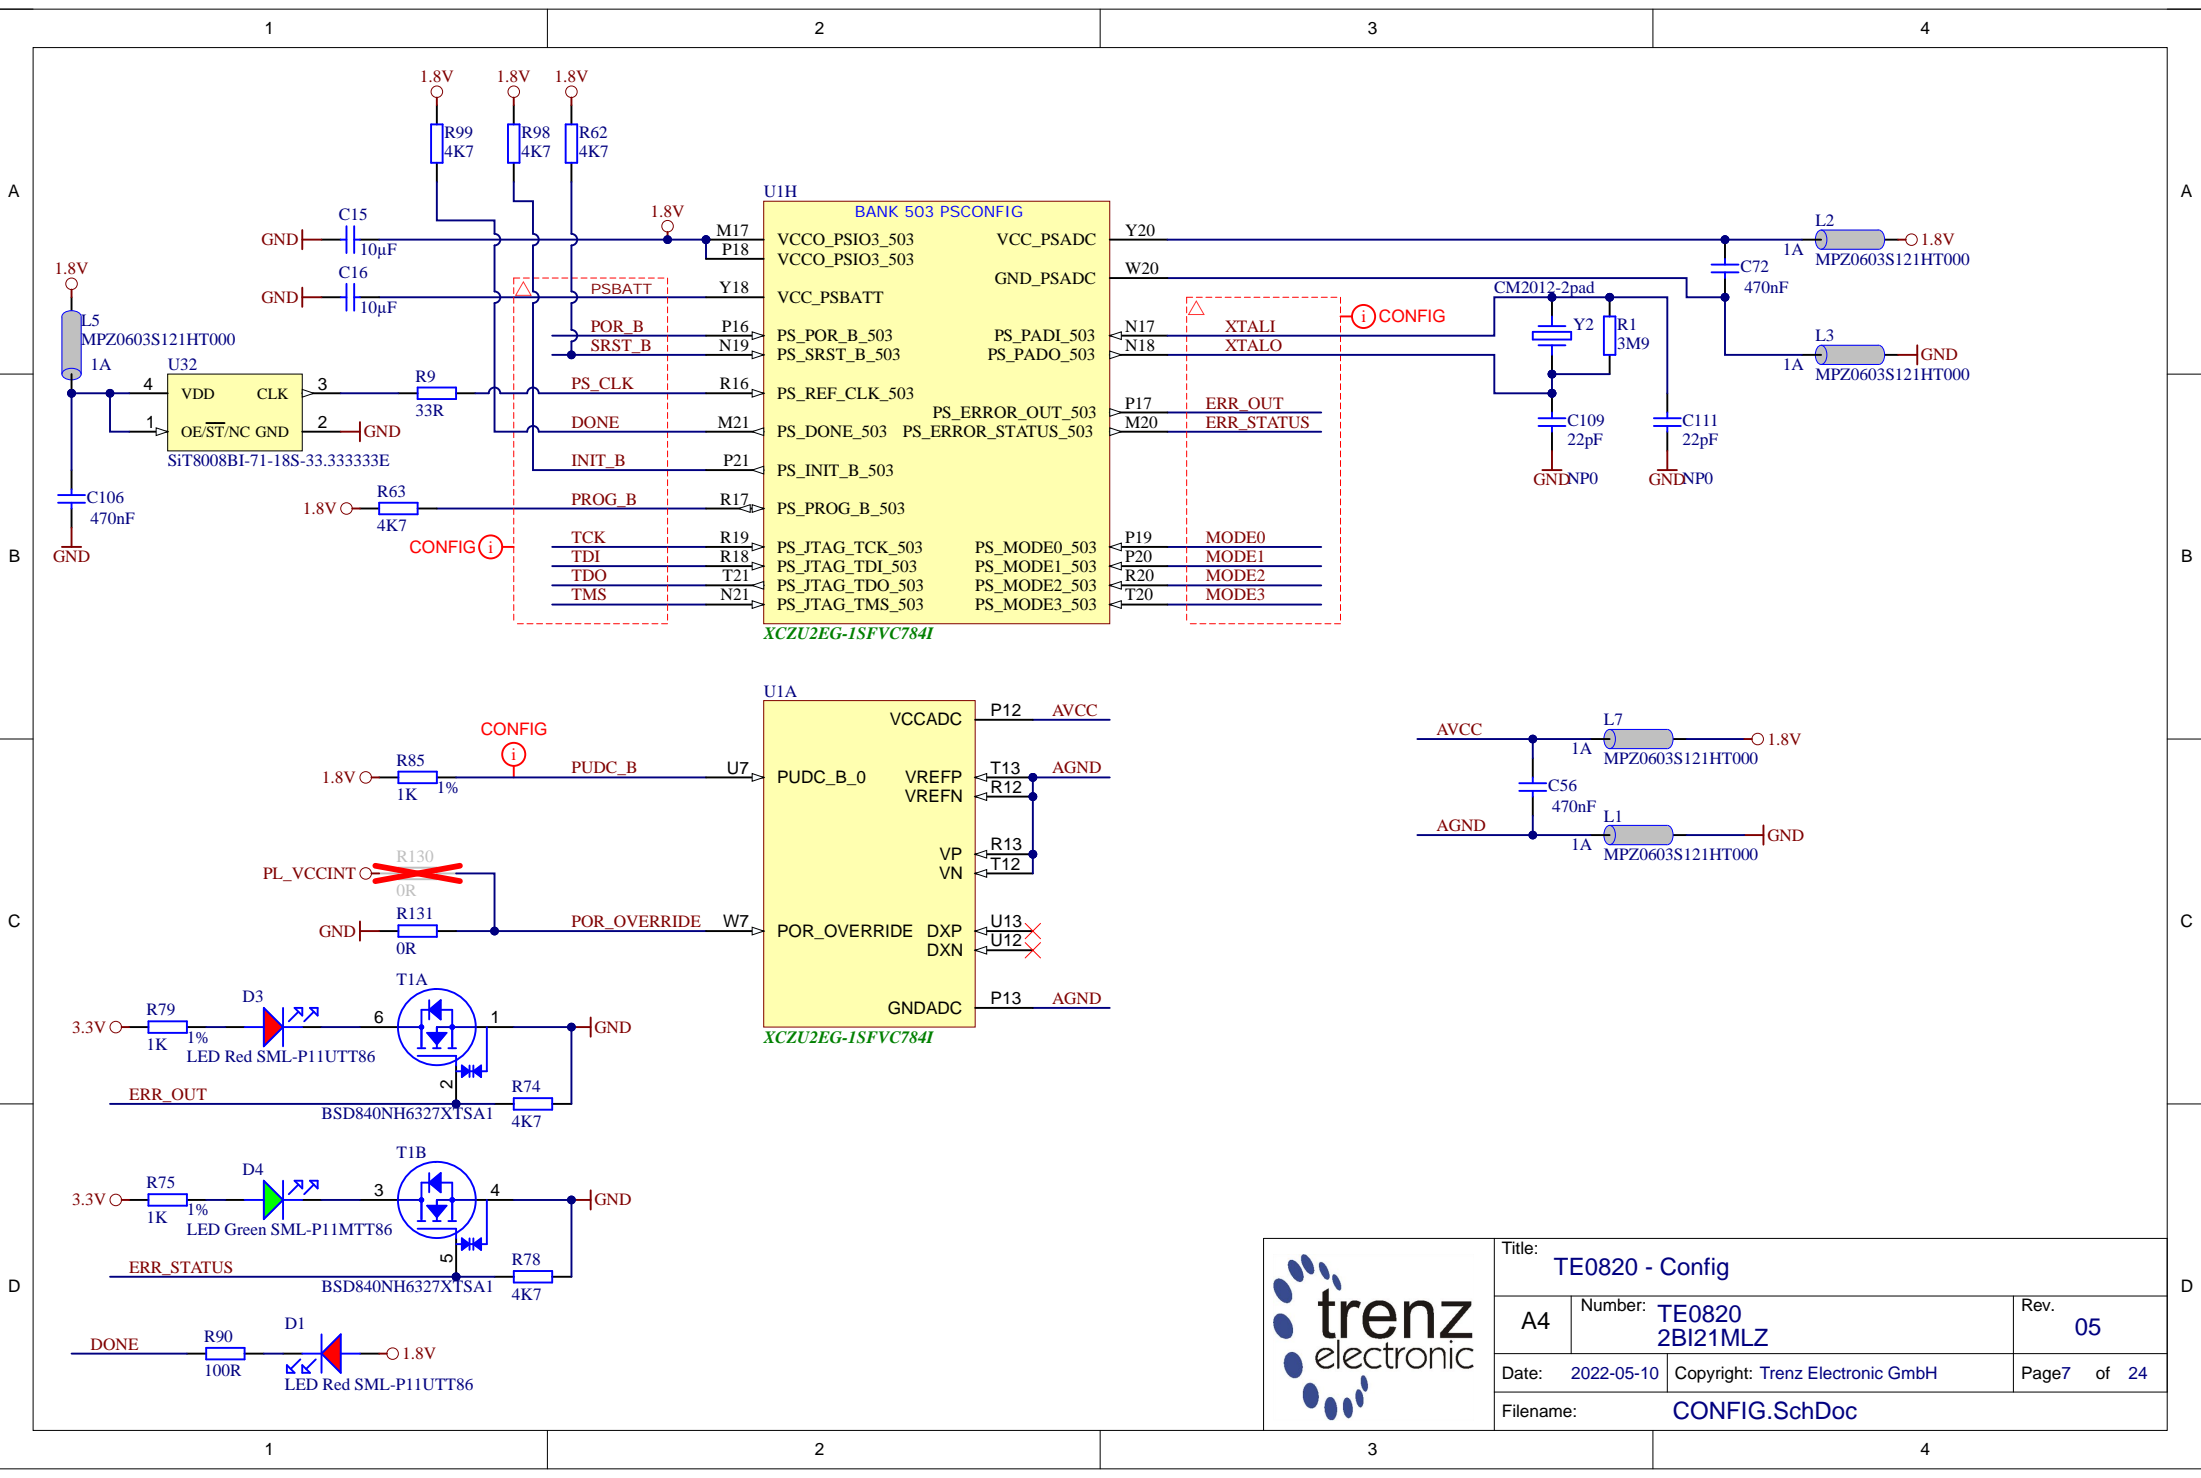 1 2 3 4
1.8V 1.8V 1.8V
R99 4K7
R98 4K7
R62 4K7
A A
U1H
BANK 503 PSCONFIG
C15
GND 10µF
1.8V
M17 VCCO_PSIO3_503
P18 VCCO_PSIO3_503
C16
GND 10µF
PSBATT Y18 VCC_PSBATT
POR_B P16 PS_POR_B_503
SRST_B N19 PS_SRST_B_503
1.8V
L5
MPZ0603S121HT000
1A
U32
4 VDD CLK 3
1 OE/ST/NC GND 2 GND
SiT8008BI-71-18S-33.333333E
C106
470nF
GND
R9
33R
PS_CLK R16 PS_REF_CLK_503
DONE M21 PS_DONE_503
INIT_B P21 PS_INIT_B_503
R63
1.8V 4K7
PROG_B R17 PS_PROG_B_503
CONFIG i
TCK R19 PS_JTAG_TCK_503
TDI R18 PS_JTAG_TDI_503
TDO T21 PS_JTAG_TDO_503
TMS N21 PS_JTAG_TMS_503
VCC_PSADC Y20
GND_PSADC W20
PS_PADI_503 N17 XTALI
PS_PADO_503 N18 XTALO
PS_ERROR_OUT_503 P17 ERR_OUT
PS_ERROR_STATUS_503 M20 ERR_STATUS
PS_MODE0_503 P19 MODE0
PS_MODE1_503 P20 MODE1
PS_MODE2_503 R20 MODE2
PS_MODE3_503 T20 MODE3
XCZU2EG-1SFVC784I
i CONFIG
CM2012-2pad
Y2
R1
3M9
C109
22pF
GND NP0
C111
22pF
GND NP0
L2
1A 1.8V
MPZ0603S121HT000
C72
470nF
L3
1A GND
MPZ0603S121HT000
B B
U1A
CONFIG
i
R85
1.8V 1K 1%
PUDC_B U7 PUDC_B_0
R130
PL_VCCINT 0R
R131
GND 0R
POR_OVERRIDE W7 POR_OVERRIDE
VCCADC P12 AVCC
VREFP T13 AGND
VREFN R12
VP R13
VN T12
DXP U13
DXN U12
GNDADC P13 AGND
XCZU2EG-1SFVC784I
AVCC
L7
1A 1.8V
MPZ0603S121HT000
C56
470nF
AGND
L1
1A GND
MPZ0603S121HT000
C C
T1A
R79
3.3V 1K 1%
D3
LED Red SML-P11UTT86
6 1 GND
2
ERR_OUT
BSD840NH6327XTSA1
R74
4K7
T1B
R75
3.3V 1K 1%
D4
LED Green SML-P11MTT86
3 4 GND
5
ERR_STATUS
BSD840NH6327XTSA1
R78
4K7
D D
DONE
R90
100R
D1
1.8V
LED Red SML-P11UTT86
trenz
electronic
Title:
TE0820 - Config
A4
Number: TE0820
2BI21MLZ
Rev.
05
Date: 2022-05-10 Copyright: Trenz Electronic GmbH Page7 of 24
Filename: CONFIG.SchDoc
1 2 3 4